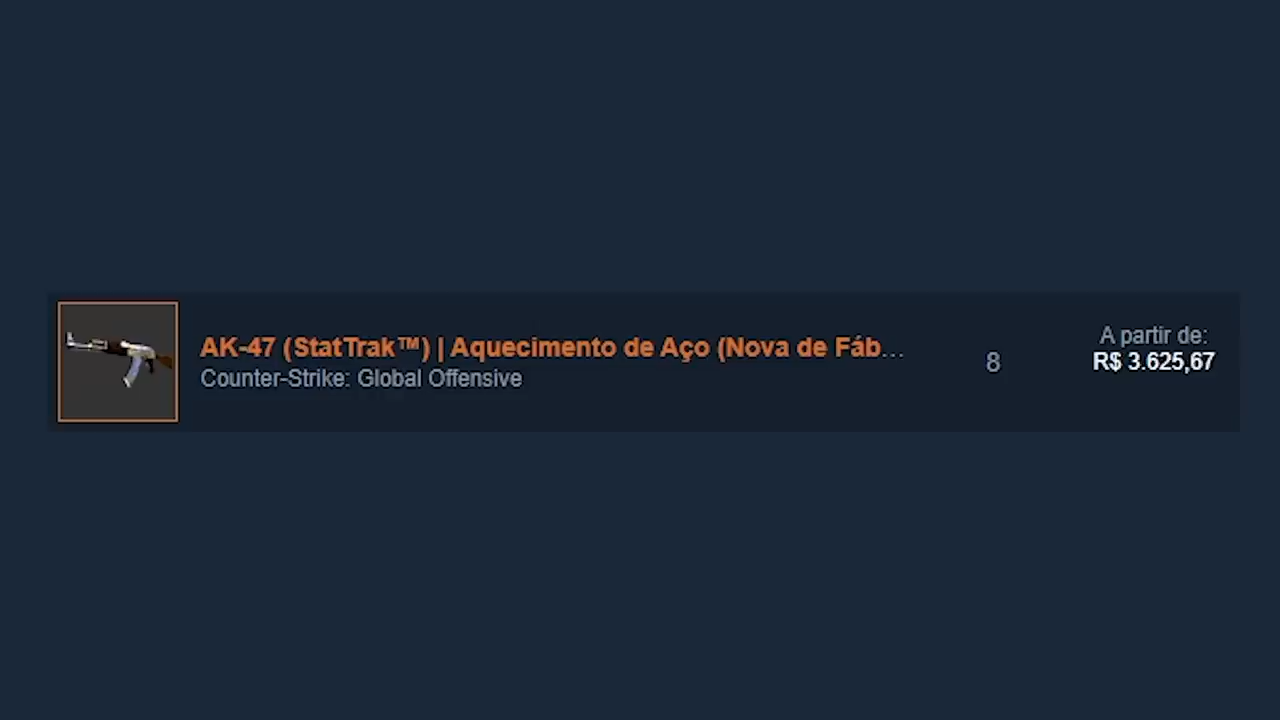 AK-47 (StatTrak™) | Aquecimento de Aço (Nova de Fáb...
Counter-Strike: Global Offensive
8
A partir de:
R$ 3.625,67